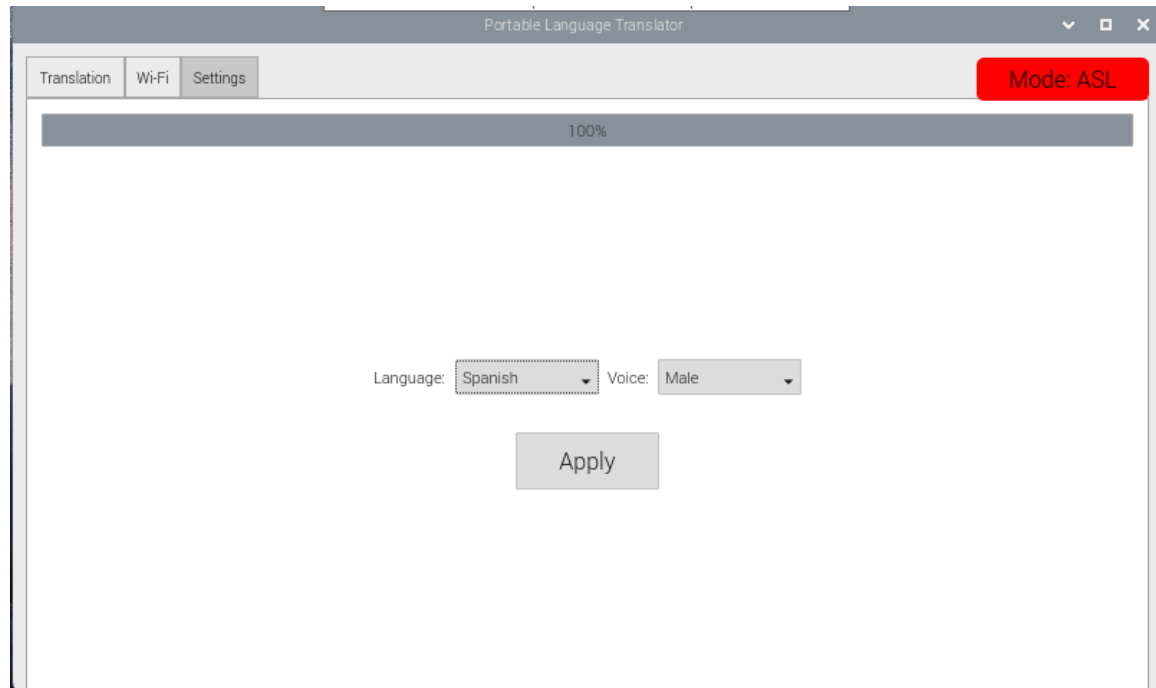 Portable Language Translator
Translation Wi-Fi Settings Mode: ASL
100%
Language: Spanish Voice: Male
Apply